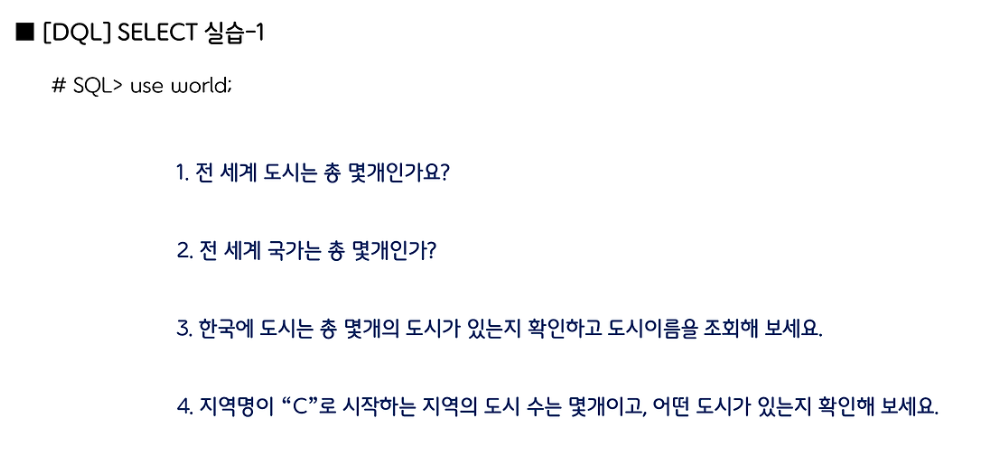 ■ [DQL] SELECT 실습-1
# SQL> use world;
1. 전 세계 도시는 총 몇개인가요?
2. 전 세계 국가는 총 몇개인가?
3. 한국에 도시는 총 몇개의 도시가 있는지 확인하고 도시이름을 조회해 보세요.
4. 지역명이 “C”로 시작하는 지역의 도시 수는 몇개이고, 어떤 도시가 있는지 확인해 보세요.